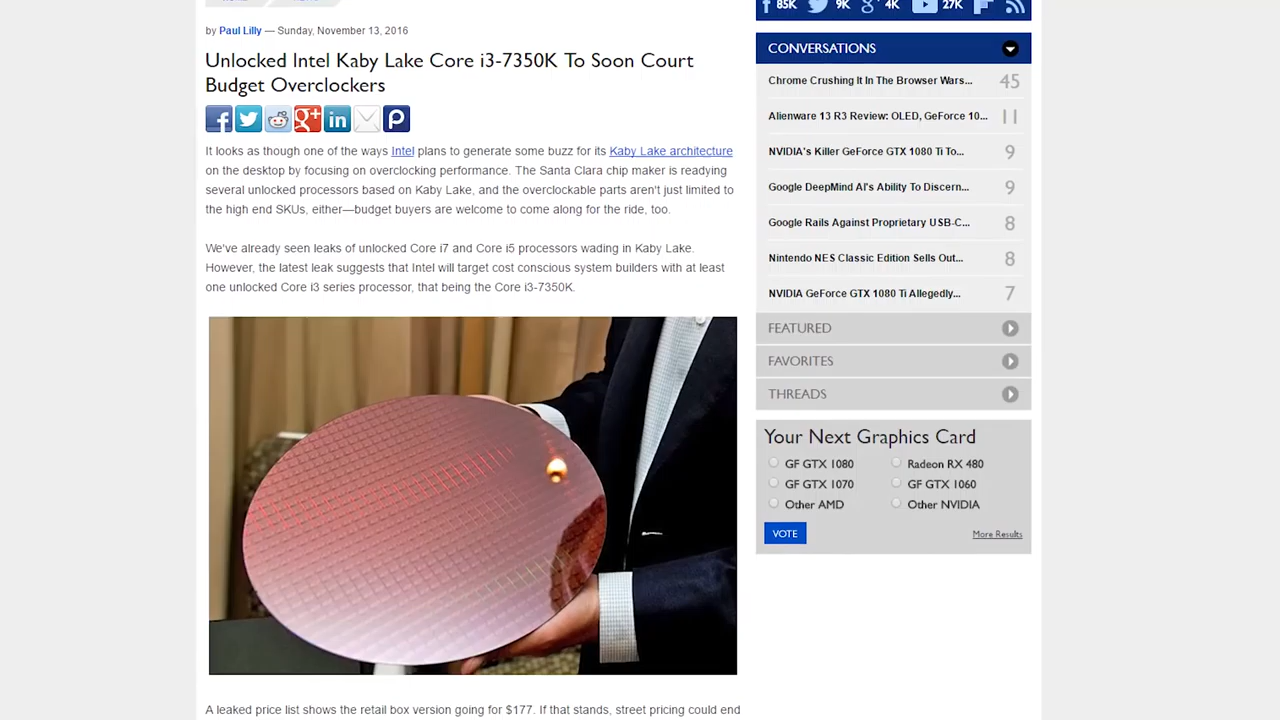 85K 9K 4K 27K
by Paul Lilly — Sunday, November 13, 2016
Unlocked Intel Kaby Lake Core i3-7350K To Soon Court
Budget Overclockers
It looks as though one of the ways Intel plans to generate some buzz for its Kaby Lake architecture
on the desktop by focusing on overclocking performance. The Santa Clara chip maker is readying
several unlocked processors based on Kaby Lake, and the overclockable parts aren't just limited to
the high end SKUs, either—budget buyers are welcome to come along for the ride, too.
We've already seen leaks of unlocked Core i7 and Core i5 processors wading in Kaby Lake.
However, the latest leak suggests that Intel will target cost conscious system builders with at least
one unlocked Core i3 series processor, that being the Core i3-7350K.
A leaked price list shows the retail box version going for $177. If that stands, street pricing could end
CONVERSATIONS
Chrome Crushing It In The Browser Wars... 45
Alienware 13 R3 Review: OLED, GeForce 10... 11
NVIDIA's Killer GeForce GTX 1080 Ti To... 9
Google DeepMind AI's Ability To Discern... 9
Google Rails Against Proprietary USB-C... 8
Nintendo NES Classic Edition Sells Out... 8
NVIDIA GeForce GTX 1080 Ti Allegedly... 7
FEATURED
FAVORITES
THREADS
Your Next Graphics Card
GF GTX 1080 Radeon RX 480
GF GTX 1070 GF GTX 1060
Other AMD Other NVIDIA
VOTE More Results